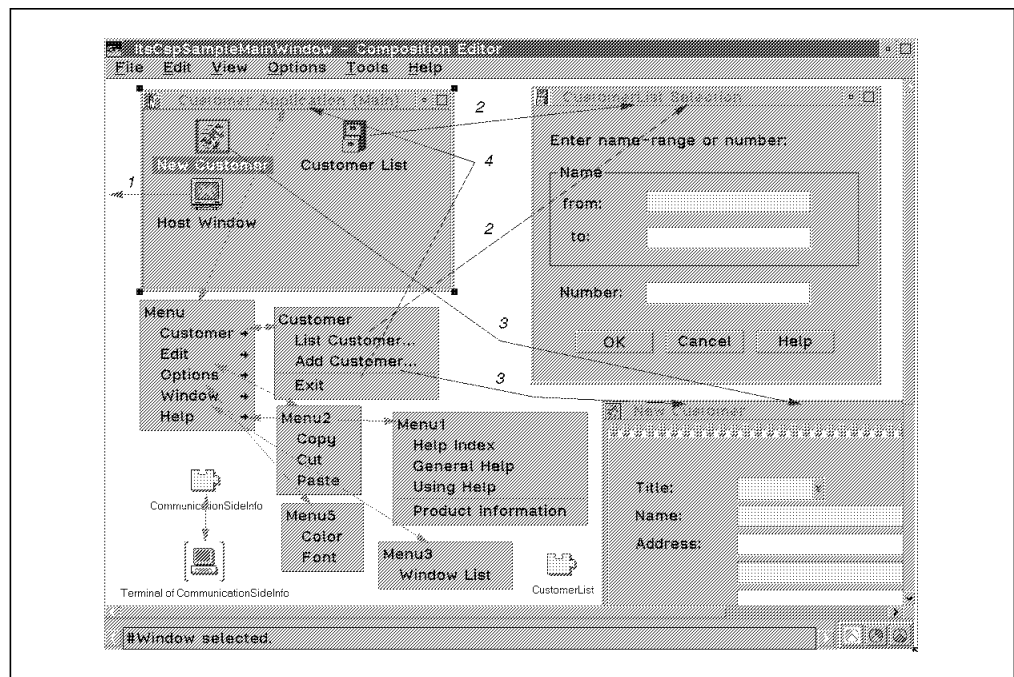 ItsCspSampleMainWindow - Composition Editor
File Edit View Options Tools Help
Customer Application (Main)
New Customer
Customer List
Host Window
1
2
4
2
3
3
CustomerList Selection
Enter name-range or number:
Name
from:
to:
Number:
OK Cancel Help
Menu
Customer
Edit
Options
Window
Help
Customer
List Customer...
Add Customer...
Exit
Menu2
Copy
Cut
Paste
Menu1
Help Index
General Help
Using Help
Product Information
Menu5
Color
Font
Menu3
Window List
New Customer
Title:
Name:
Address:
CommunicationSideInfo
Terminal of CommunicationSideInfo
CustomerList
#Window selected.